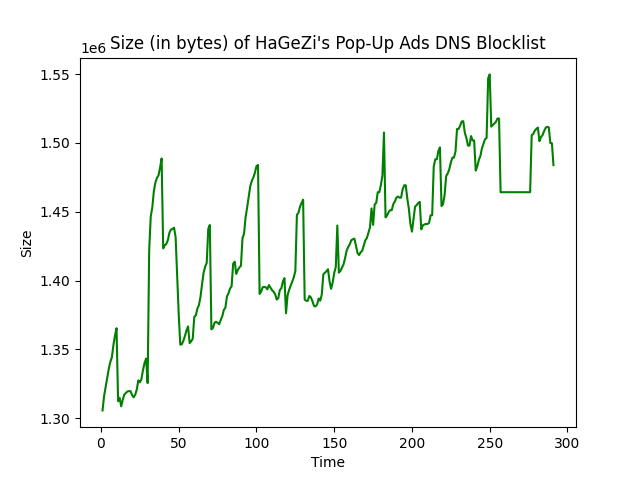 Size (in bytes) of HaGeZi's Pop-Up Ads DNS Blocklist
1e6
1.55
1.50
1.45
1.40
1.35
1.30
Size
0 50 100 150 200 250 300
Time